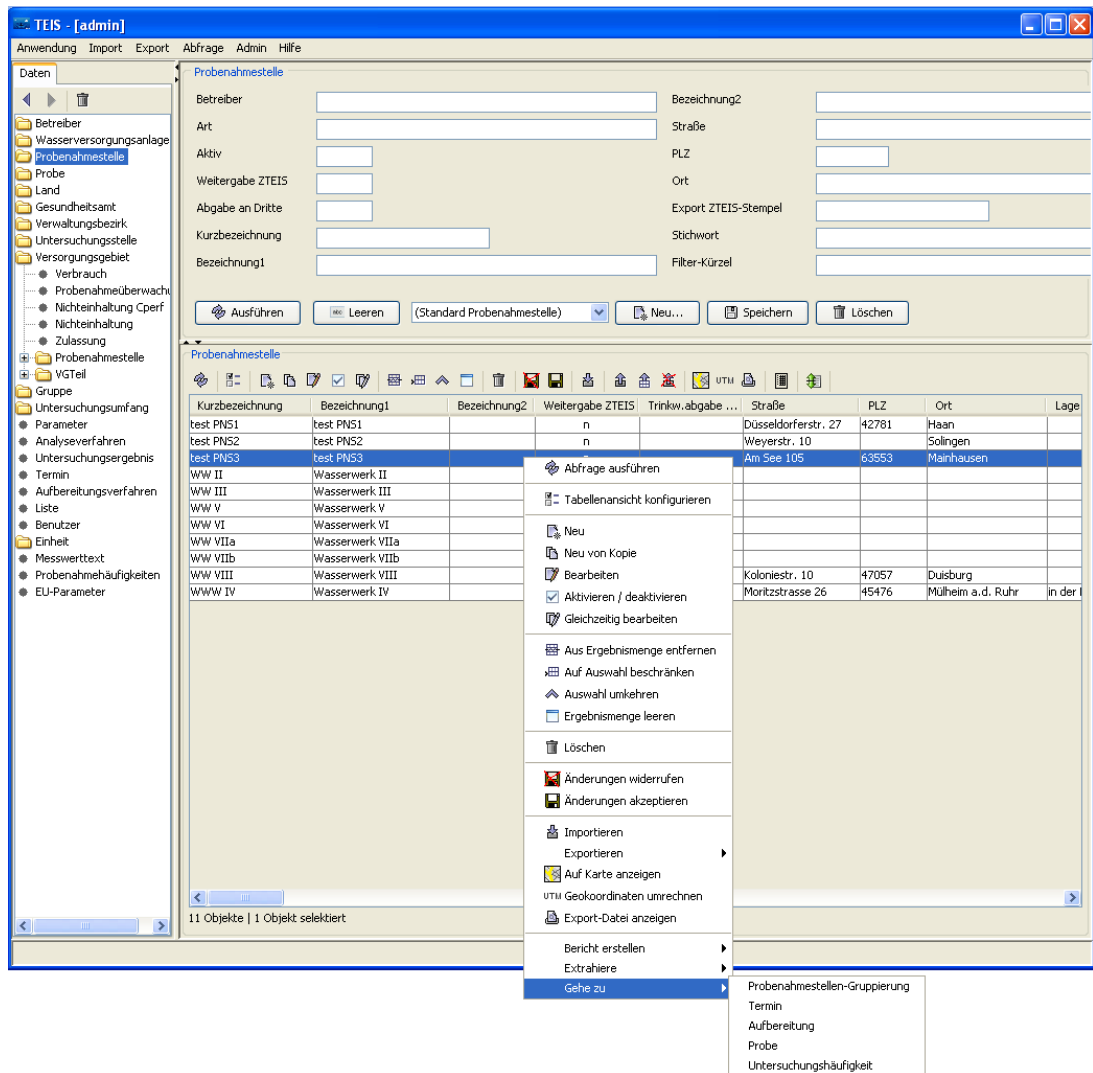 TEIS - [admin]
Anwendung Import Export Abfrage Admin Hilfe
Daten
Betreiber
Wasserversorgungsanlage
Probenahmestelle
Probe
Land
Gesundheitsamt
Verwaltungsbezirk
Untersuchungsstelle
Versorgungsgebiet
Verbrauch
Probenahmeüberwachu
Nichteinhaltung Cperf
Nichteinhaltung
Zulassung
Probenahmestelle
VGTeil
Gruppe
Untersuchungsumfang
Parameter
Analyseverfahren
Untersuchungsergebnis
Termin
Aufbereitungsverfahren
Liste
Benutzer
Einheit
Messwerttext
Probenahmehäufigkeiten
EU-Parameter
Probenahmestelle
Betreiber Bezeichnung2
Art Straße
Aktiv PLZ
Weitergabe ZTEIS Ort
Abgabe an Dritte Export ZTEIS-Stempel
Kurzbezeichnung Stichwort
Bezeichnung1 Filter-Kürzel
Ausführen abc Leeren (Standard Probenahmestelle) Neu... Speichern Löschen
Probenahmestelle
UTM
Kurzbezeichnung Bezeichnung1 Bezeichnung2 Weitergabe ZTEIS Trinkw.abgabe ... Straße PLZ Ort Lage
test PNS1 test PNS1 n Düsseldorferstr. 27 42781 Haan
test PNS2 test PNS2 n Weyerstr. 10 Solingen
test PNS3 test PNS3 Am See 105 63553 Mainhausen
WW II Wasserwerk II
WW III Wasserwerk III
WW V Wasserwerk V
WW VI Wasserwerk VI
WW VIIa Wasserwerk VIIa
WW VIIb Wasserwerk VIIb
WW VIII Wasserwerk VIII Koloniestr. 10 47057 Duisburg
WWW IV Wasserwerk IV Moritzstrasse 26 45476 Mülheim a.d. Ruhr in der
11 Objekte | 1 Objekt selektiert
Abfrage ausführen
Tabellenansicht konfigurieren
Neu
Neu von Kopie
Bearbeiten
Aktivieren / deaktivieren
Gleichzeitig bearbeiten
Aus Ergebnismenge entfernen
Auf Auswahl beschränken
Auswahl umkehren
Ergebnismenge leeren
Löschen
Änderungen widerrufen
Änderungen akzeptieren
Importieren
Exportieren
Auf Karte anzeigen
UTM Geokoordinaten umrechnen
Export-Datei anzeigen
Bericht erstellen
Extrahiere
Gehe zu
Probenahmestellen-Gruppierung
Termin
Aufbereitung
Probe
Untersuchungshäufigkeit